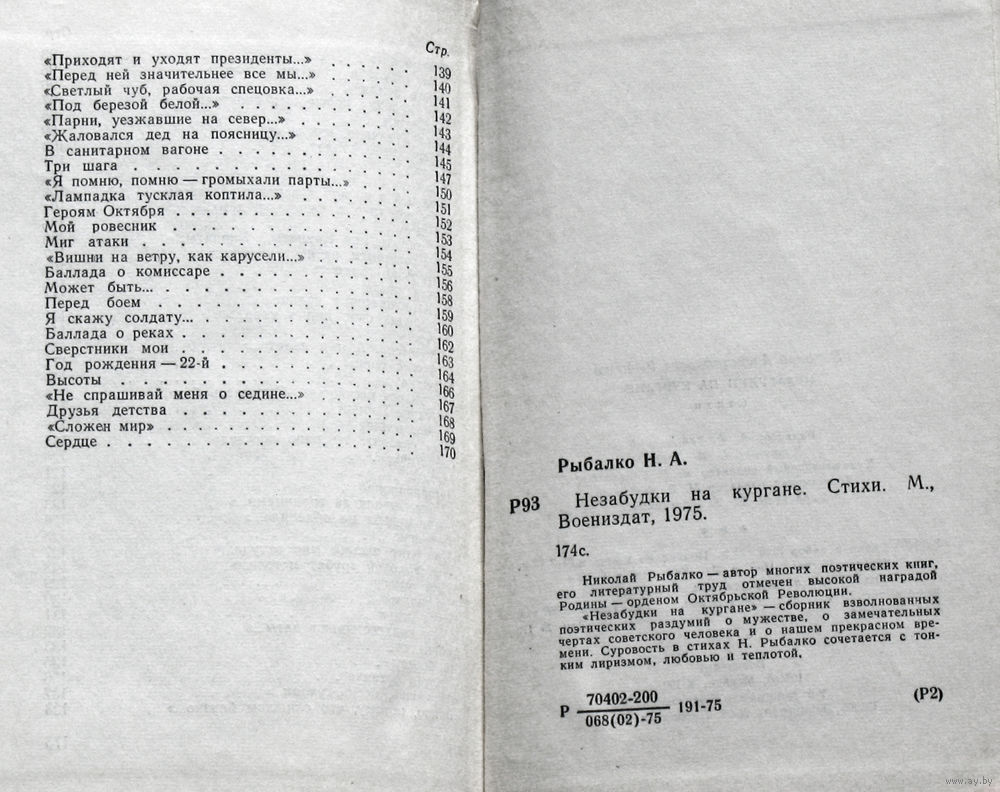 Стр.
«Приходят и уходят президенты...» . . . . . . 139
«Перед ней значительнее все мы...» . . . . . . 140
«Светлый чуб, рабочая спецовка...» . . . . . . 141
«Под березой белой...» . . . . . . . . . . . 142
«Парни, уезжавшие на север...» . . . . . . . 143
«Жаловался дед на поясницу...» . . . . . . . 144
В санитарном вагоне . . . . . . . . . . . . 145
Три шага . . . . . . . . . . . . . . . . . 147
«Я помню, помню — громыхали парты...» . . . . 150
«Лампадка тусклая коптила...» . . . . . . . . 151
Героям Октября . . . . . . . . . . . . . . 152
Мой ровесник . . . . . . . . . . . . . . . 153
Миг атаки . . . . . . . . . . . . . . . . 154
«Вишни на ветру, как карусели...» . . . . . . 155
Баллада о комиссаре . . . . . . . . . . . . 156
Может быть... . . . . . . . . . . . . . . . 158
Перед боем . . . . . . . . . . . . . . . . 159
Я скажу солдату... . . . . . . . . . . . . . 160
Баллада о реках . . . . . . . . . . . . . . 162
Сверстники мои . . . . . . . . . . . . . . 163
Год рождения — 22-й . . . . . . . . . . . . 164
Высоты . . . . . . . . . . . . . . . . . . 166
«Не спрашивай меня о седине...» . . . . . . . 167
Друзья детства . . . . . . . . . . . . . . 168
«Сложен мир» . . . . . . . . . . . . . . . 169
Сердце . . . . . . . . . . . . . . . . . . 170
Рыбалко Н. А.
Р93 Незабудки на кургане. Стихи. М.,
Воениздат, 1975.
174с.
Николай Рыбалко — автор многих поэтических книг,
его литературный труд отмечен высокой наградой
Родины — орденом Октябрьской Революции.
«Незабудки на кургане» — сборник взволнованных
поэтических раздумий о мужестве, о замечательных
чертах советского человека и о нашем прекрасном вре-
мени. Суровость в стихах Н. Рыбалко сочетается с тон-
ким лиризмом, любовью и теплотой.
Р 70402-200
068(02)-75 191-75 (Р2)
www.ay.by